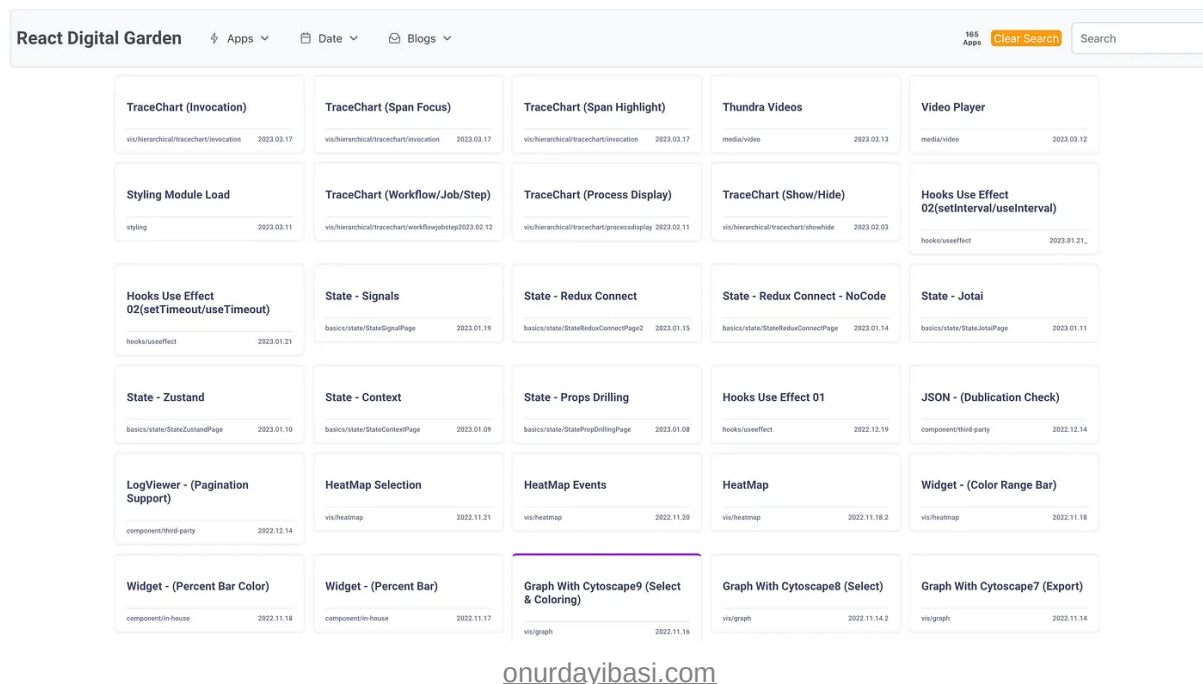 React Digital Garden Apps Date Blogs 165 Apps Clear Search Search
TraceChart (Invocation)
vis/hierarchical/tracechart/invocation 2023.03.17
TraceChart (Span Focus)
vis/hierarchical/tracechart/invocation 2023.03.17
TraceChart (Span Highlight)
vis/hierarchical/tracechart/invocation 2023.03.17
Thundra Videos
media/video 2023.03.13
Video Player
media/video 2023.03.12
Styling Module Load
styling 2023.03.11
TraceChart (Workflow/Job/Step)
vis/hierarchical/tracechart/workflowjobstep2023.02.12
TraceChart (Process Display)
vis/hierarchical/tracechart/processdisplay 2023.02.11
TraceChart (Show/Hide)
vis/hierarchical/tracechart/showhide 2023.02.03
Hooks Use Effect
02(setInterval/useInterval)
hooks/useeffect 2023.01.21_
Hooks Use Effect
02(setTimeout/useTimeout)
hooks/useeffect 2023.01.21
State - Signals
basics/state/StateSignalPage 2023.01.19
State - Redux Connect
basics/state/StateReduxConnectPage2 2023.01.15
State - Redux Connect - NoCode
basics/state/StateReduxConnectPage 2023.01.14
State - Jotai
basics/state/StateJotaiPage 2023.01.11
State - Zustand
basics/state/StateZustandPage 2023.01.10
State - Context
basics/state/StateContextPage 2023.01.09
State - Props Drilling
basics/state/StatePropDrillingPage 2023.01.08
Hooks Use Effect 01
hooks/useeffect 2022.12.19
JSON - (Dublication Check)
component/third-party 2022.12.14
LogViewer - (Pagination
Support)
component/third-party 2022.12.14
HeatMap Selection
vis/heatmap 2022.11.21
HeatMap Events
vis/heatmap 2022.11.20
HeatMap
vis/heatmap 2022.11.18.2
Widget - (Color Range Bar)
vis/heatmap 2022.11.18
Widget - (Percent Bar Color)
component/in-house 2022.11.18
Widget - (Percent Bar)
component/in-house 2022.11.17
Graph With Cytoscape9 (Select
& Coloring)
vis/graph 2022.11.16
Graph With Cytoscape8 (Select)
vis/graph 2022.11.14.2
Graph With Cytoscape7 (Export)
vis/graph 2022.11.14
onurdayibasi.com